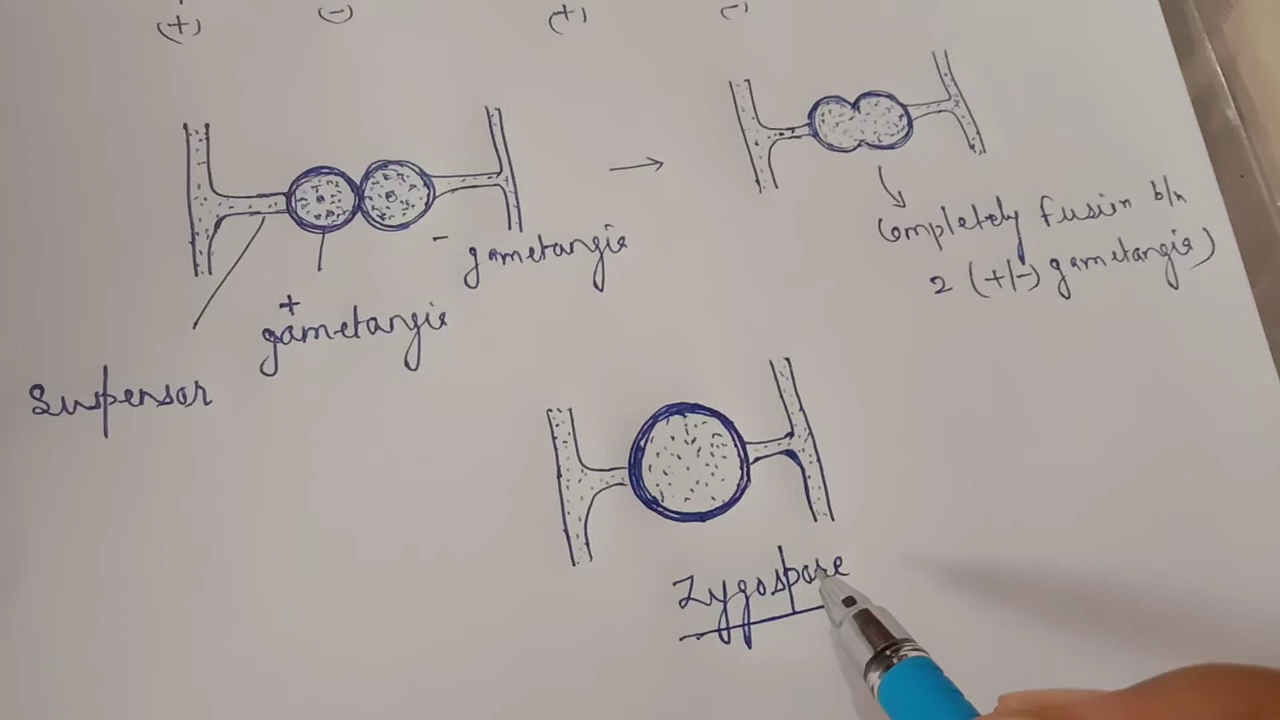 (+) (-) (+) (-)
- gametangia
+
gametangia
Suspensor
Completely fusion b/n
2 (+/-) gametangia)
Zygospore